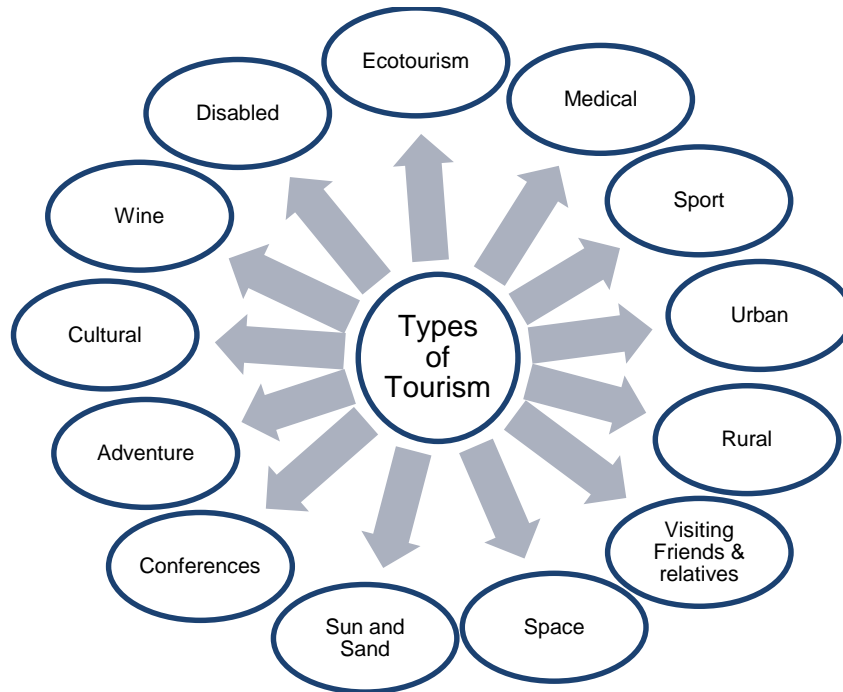 Types
of
Tourism
Ecotourism
Medical
Sport
Urban
Rural
Visiting
Friends &
relatives
Space
Sun and
Sand
Conferences
Adventure
Cultural
Wine
Disabled